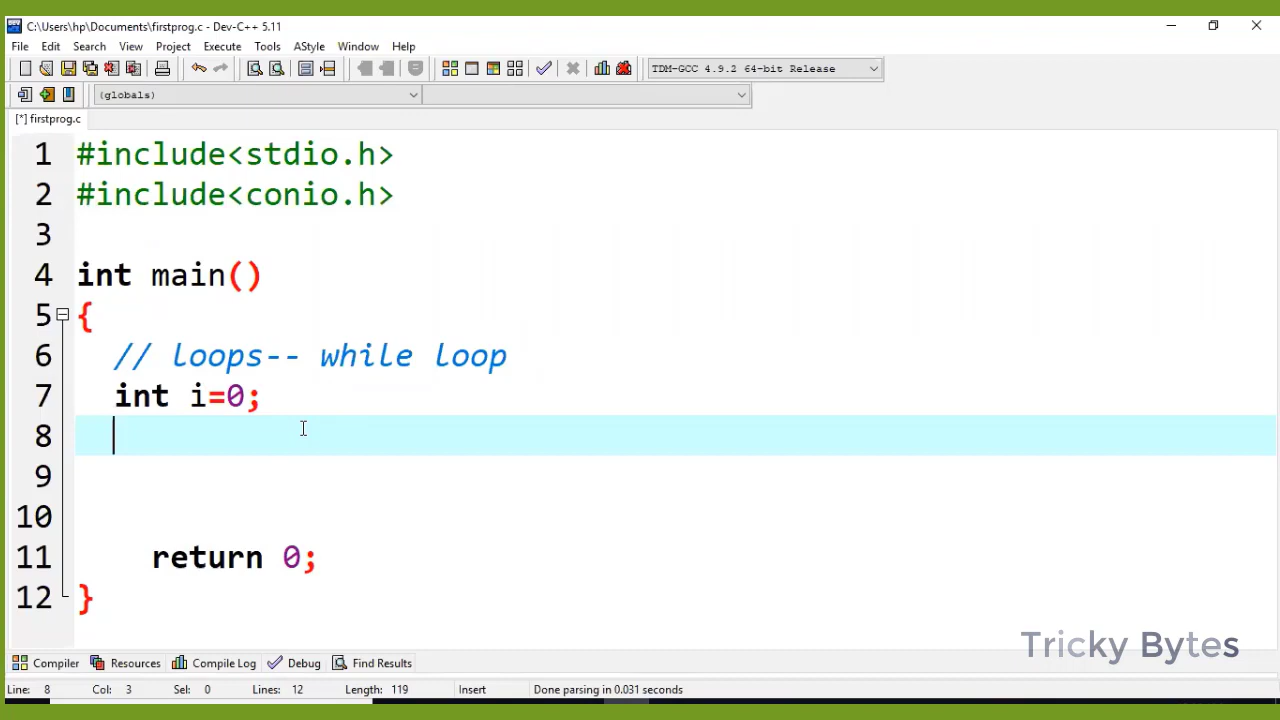 C:\Users\hp\Documents\firstprog.c - Dev-C++ 5.11
File Edit Search View Project Execute Tools AStyle Window Help
TDM-GCC 4.9.2 64-bit Release
(globals)
[*] firstprog.c
1 #include<stdio.h>
2 #include<conio.h>
3
4 int main()
5 {
6 // loops-- while loop
7 int i=0;
8
9
10
11 return 0;
12 }
Tricky Bytes
Compiler Resources Compile Log Debug Find Results
Line: 8 Col: 3 Sel: 0 Lines: 12 Length: 119 Insert Done parsing in 0.031 seconds